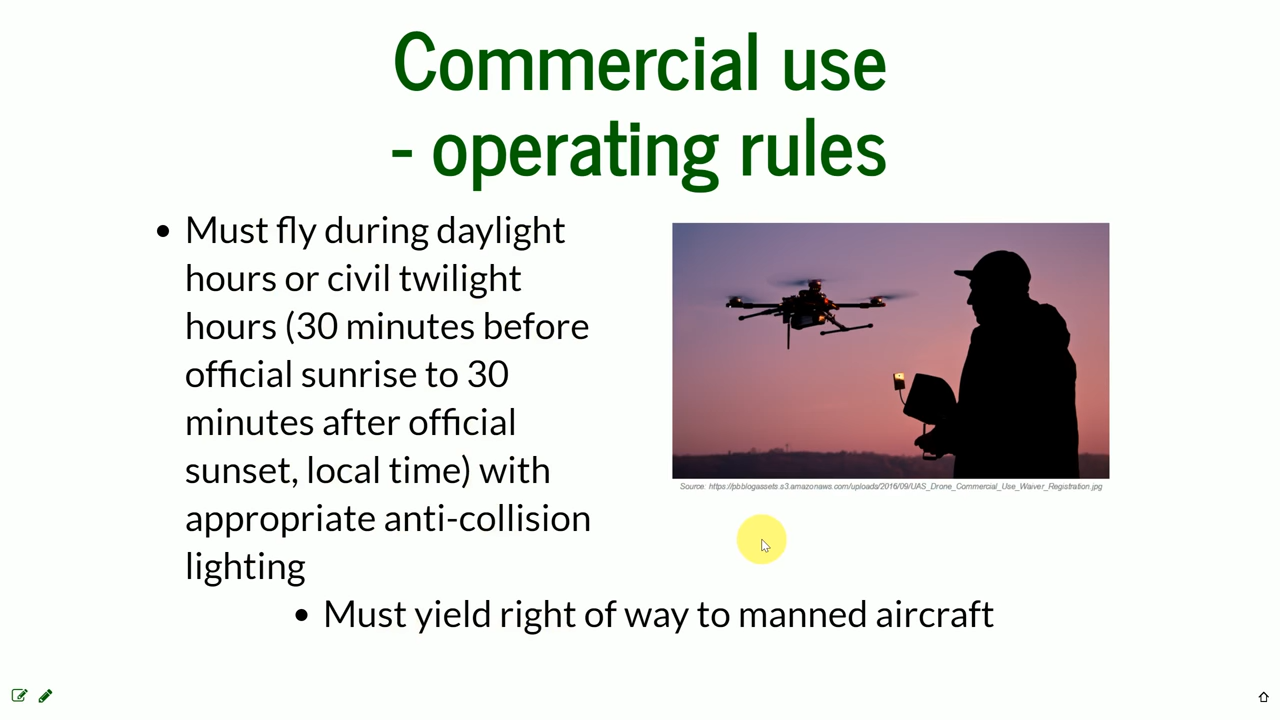 Commercial use
- operating rules
• Must fly during daylight
hours or civil twilight
hours (30 minutes before
official sunrise to 30
minutes after official
sunset, local time) with
appropriate anti-collision
lighting
Source: https://pbblogassets.s3.amazonaws.com/uploads/2016/09/UAS_Drone_Commercial_Use_Waiver_Registration.jpg
• Must yield right of way to manned aircraft